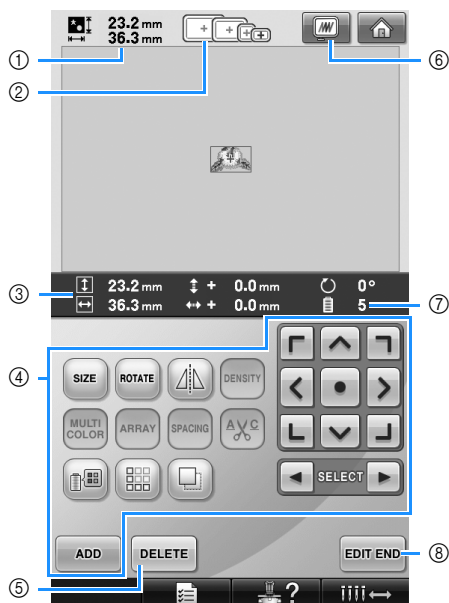 23.2 mm
36.3 mm
①
②
⑥
23.2 mm + 0.0 mm 0°
36.3 mm + 0.0 mm 5
③
⑦
④
SIZE ROTATE DENSITY
MULTI COLOR ARRAY SPACING A C
SELECT
ADD DELETE EDIT END
⑧
⑤
?